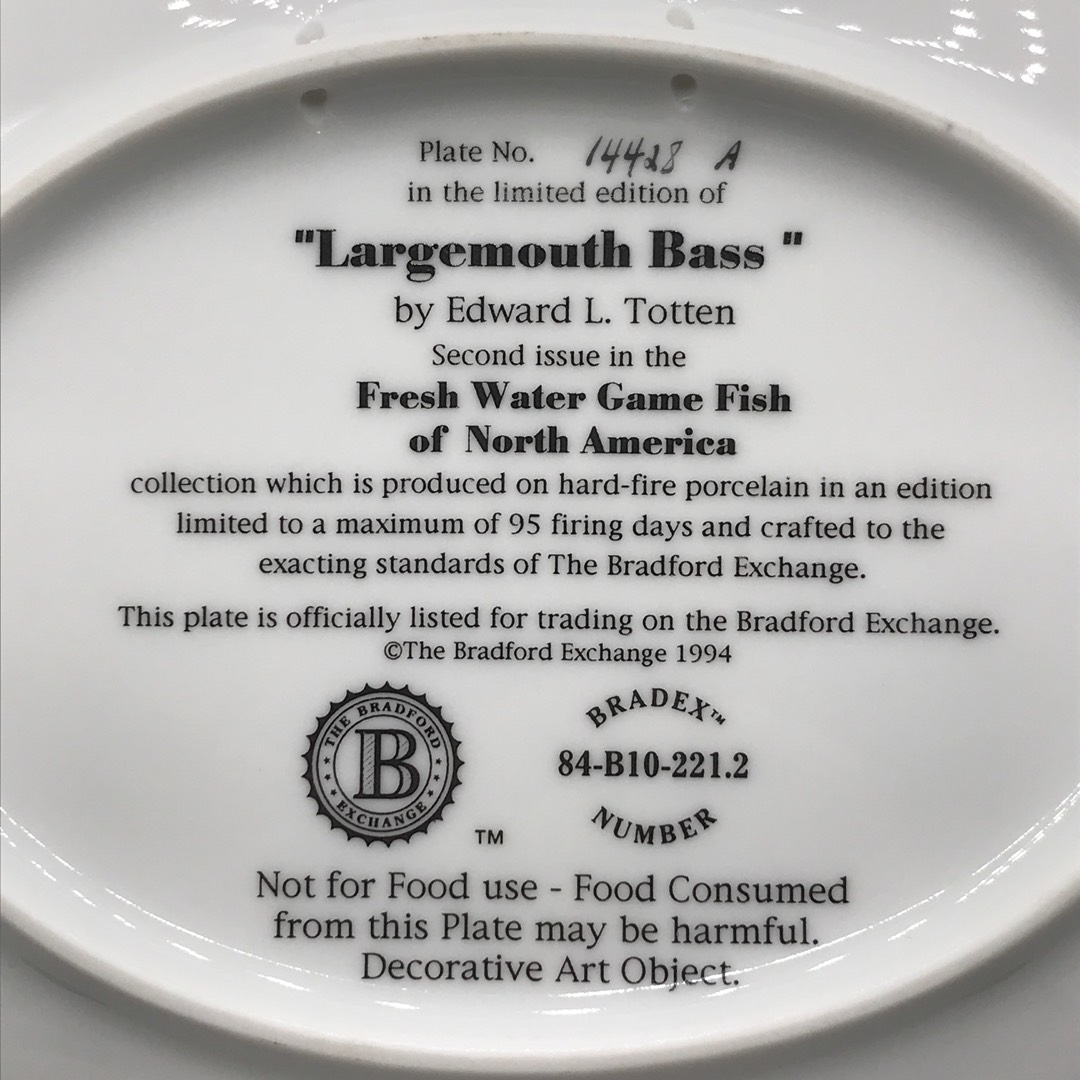 Plate No. 14428 A
in the limited edition of
"Largemouth Bass "
by Edward L. Totten
Second issue in the
Fresh Water Game Fish
of North America
collection which is produced on hard-fire porcelain in an edition
limited to a maximum of 95 firing days and crafted to the
exacting standards of The Bradford Exchange.
This plate is officially listed for trading on the Bradford Exchange.
©The Bradford Exchange 1994
THE BRADFORD
B
EXCHANGE
TM
BRADEX™
84-B10-221.2
NUMBER
Not for Food use - Food Consumed
from this Plate may be harmful.
Decorative Art Object.